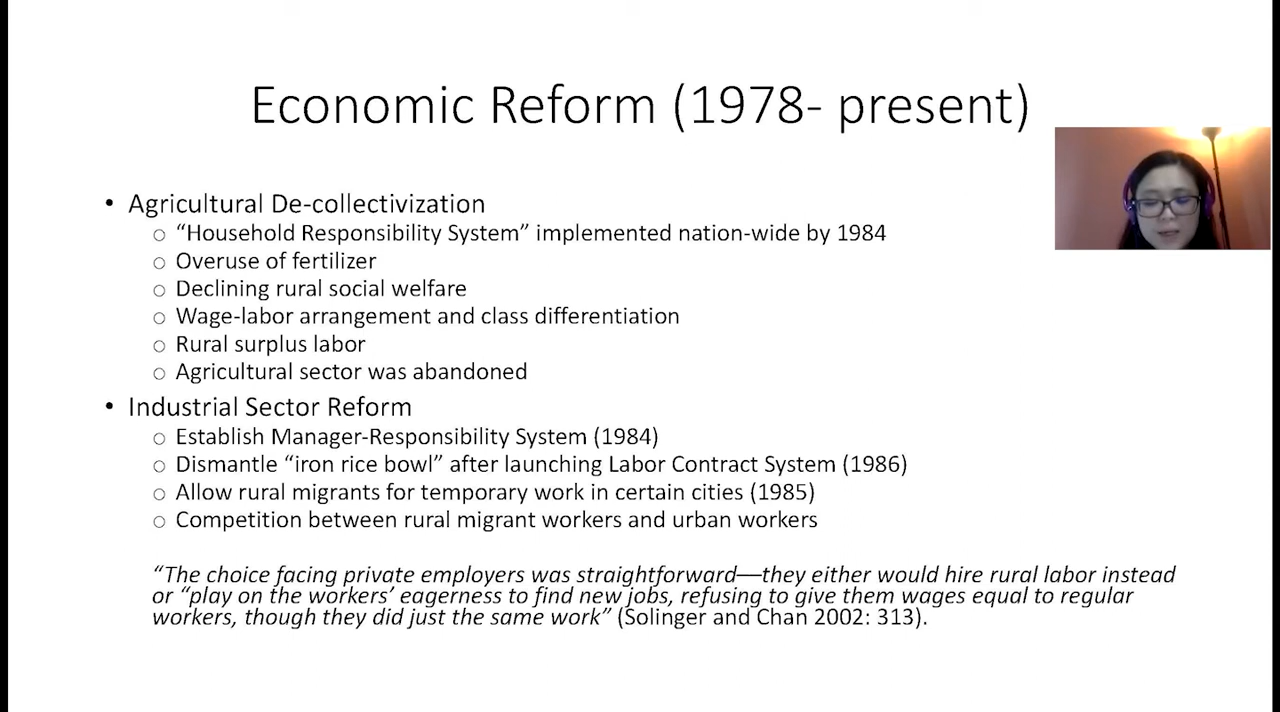 Economic Reform (1978- present)
• Agricultural De-collectivization
○ “Household Responsibility System” implemented nation-wide by 1984
○ Overuse of fertilizer
○ Declining rural social welfare
○ Wage-labor arrangement and class differentiation
○ Rural surplus labor
○ Agricultural sector was abandoned
• Industrial Sector Reform
○ Establish Manager-Responsibility System (1984)
○ Dismantle “iron rice bowl” after launching Labor Contract System (1986)
○ Allow rural migrants for temporary work in certain cities (1985)
○ Competition between rural migrant workers and urban workers
“The choice facing private employers was straightforward—they either would hire rural labor instead
or “play on the workers’ eagerness to find new jobs, refusing to give them wages equal to regular
workers, though they did just the same work” (Solinger and Chan 2002: 313).